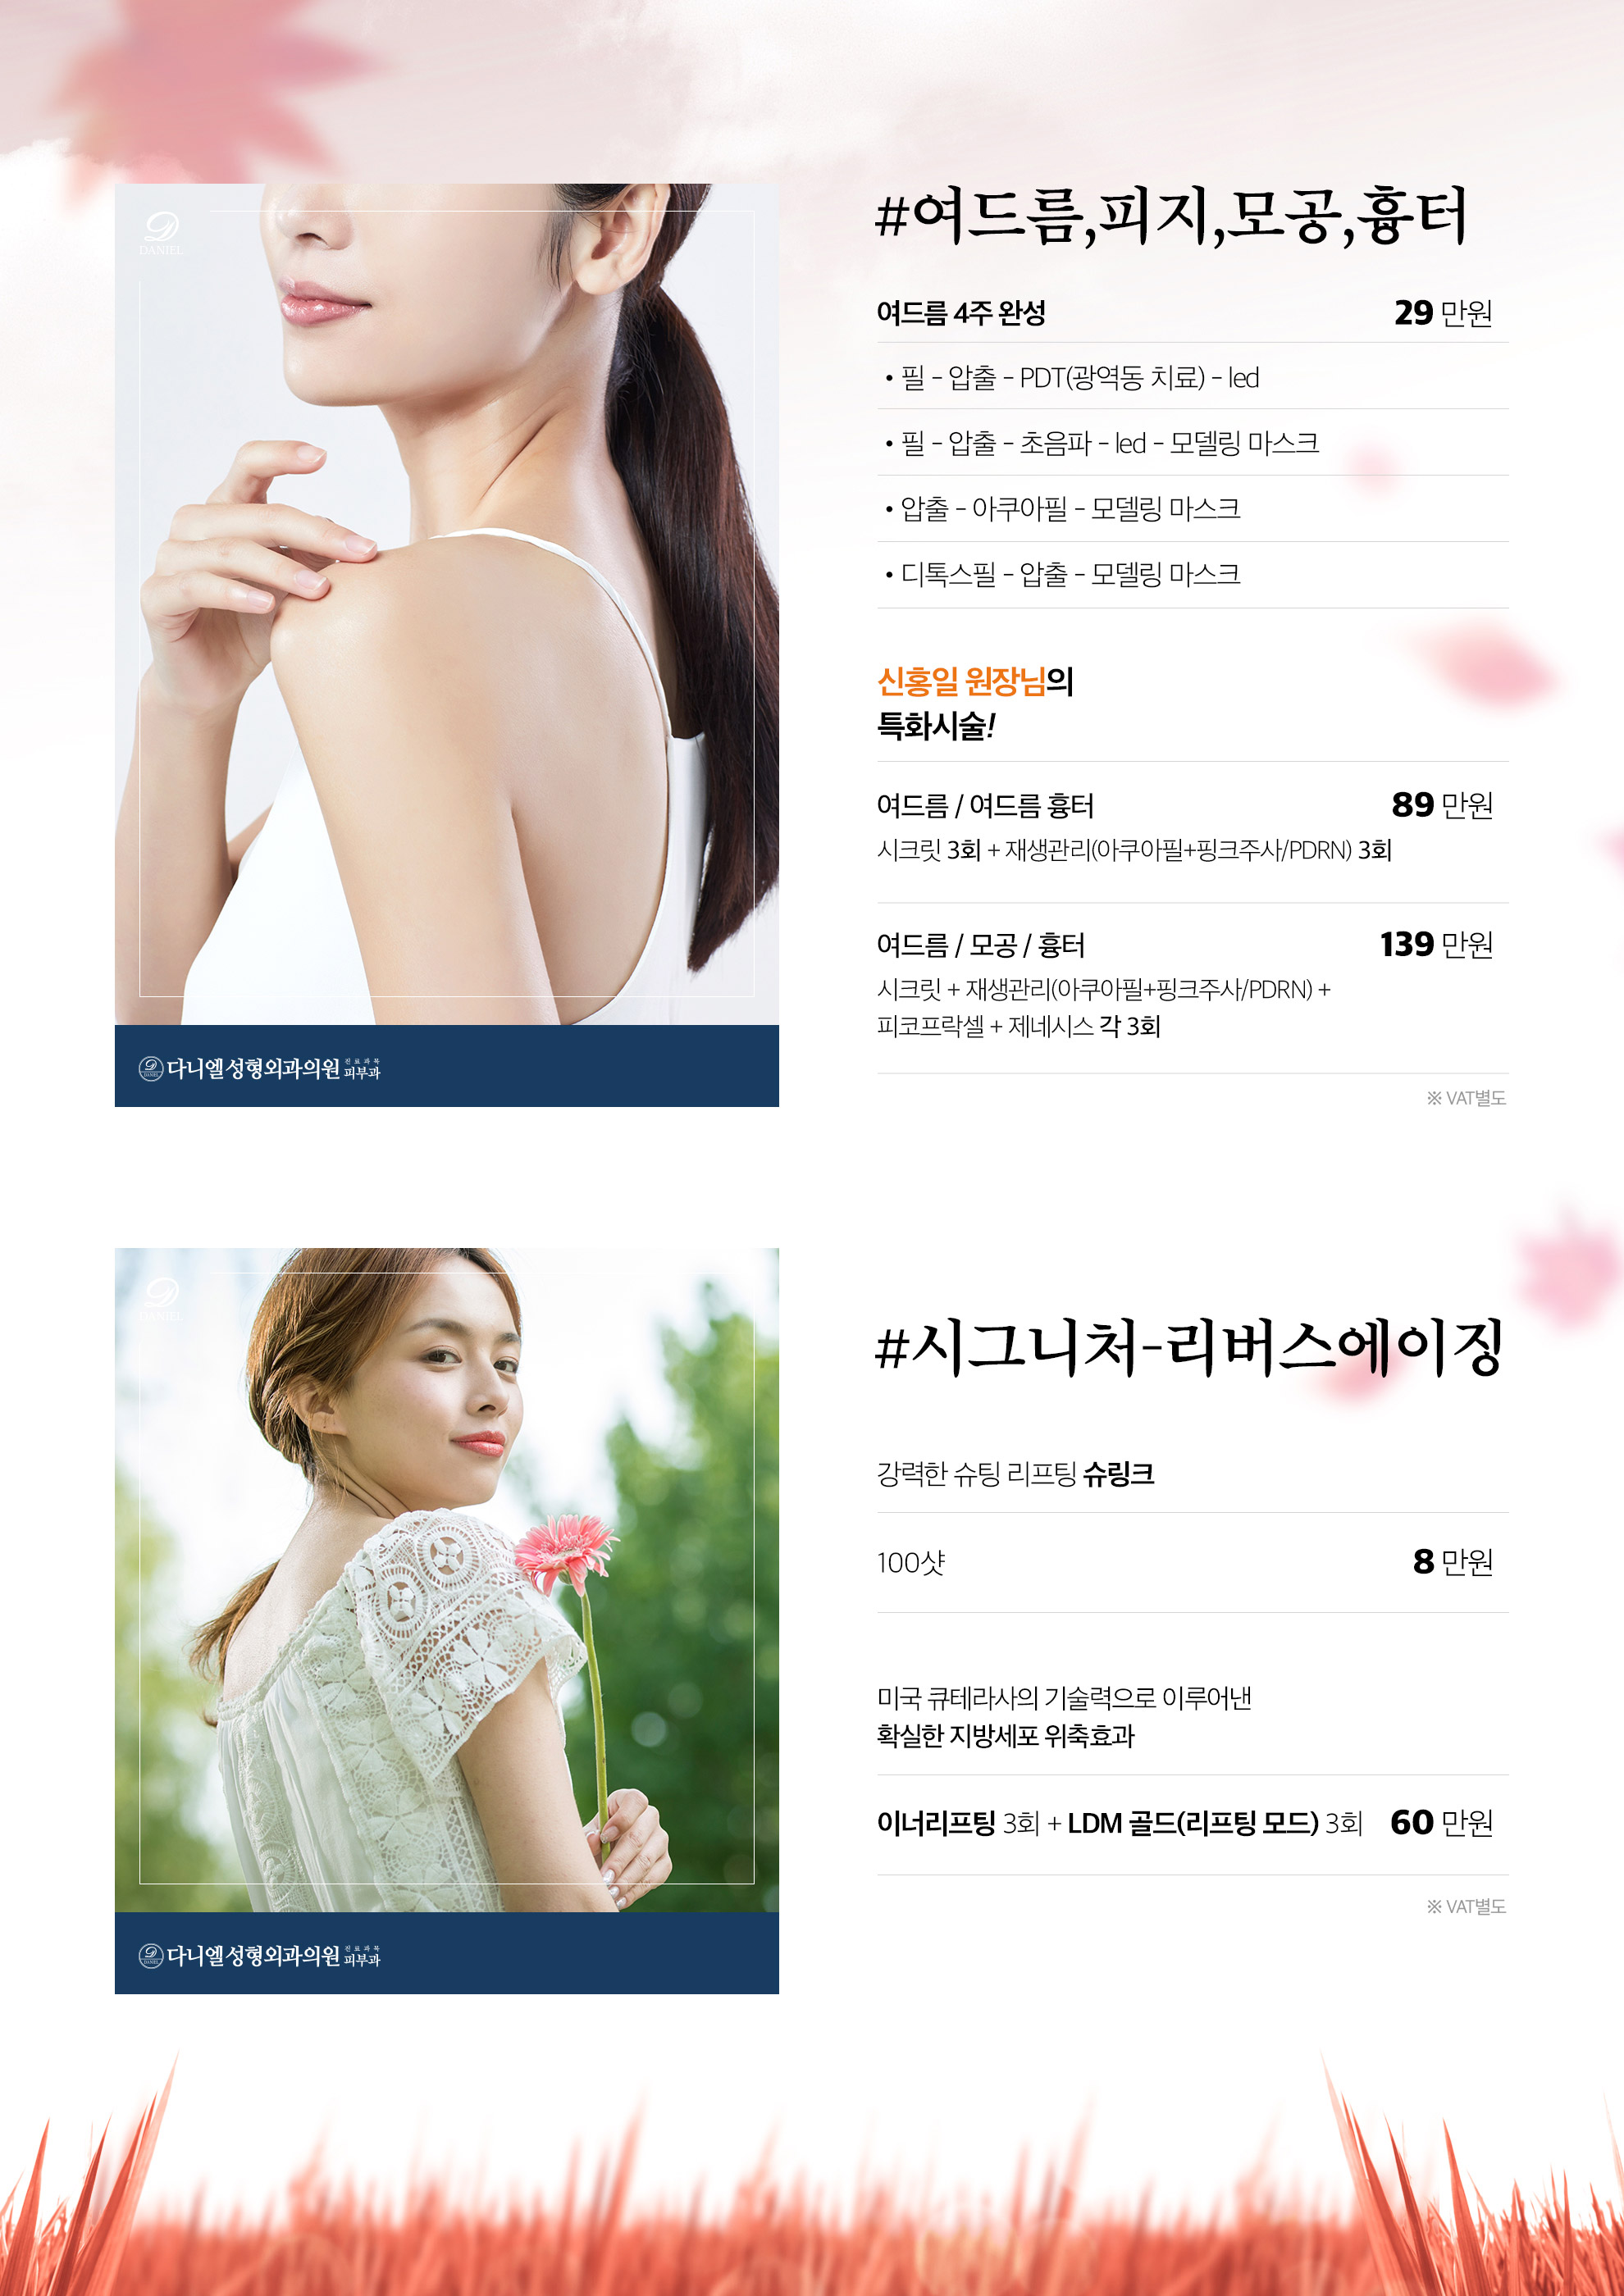 DANIEL
#여드름,피지,모공,흉터
여드름 4주 완성 29 만원
• 필 - 압출 - PDT(광역동 치료) - led
• 필 - 압출 - 초음파 - led - 모델링 마스크
• 압출 - 아쿠아필 - 모델링 마스크
• 디톡스필 - 압출 - 모델링 마스크
신홍일 원장님의
특화시술!
여드름 / 여드름 흉터 89 만원
시크릿 3회 + 재생관리(아쿠아필+핑크주사/PDRN) 3회
여드름 / 모공 / 흉터 139 만원
시크릿 + 재생관리(아쿠아필+핑크주사/PDRN) +
피코프락셀 + 제네시스 각 3회
※ VAT별도
다니엘성형외과의원 진료과목 피부과
DANIEL
#시그니처-리버스에이징
강력한 슈팅 리프팅 슈링크
100샷 8 만원
미국 큐테라사의 기술력으로 이루어낸
확실한 지방세포 위축효과
이너리프팅 3회 + LDM 골드(리프팅 모드) 3회 60 만원
※ VAT별도
다니엘성형외과의원 진료과목 피부과